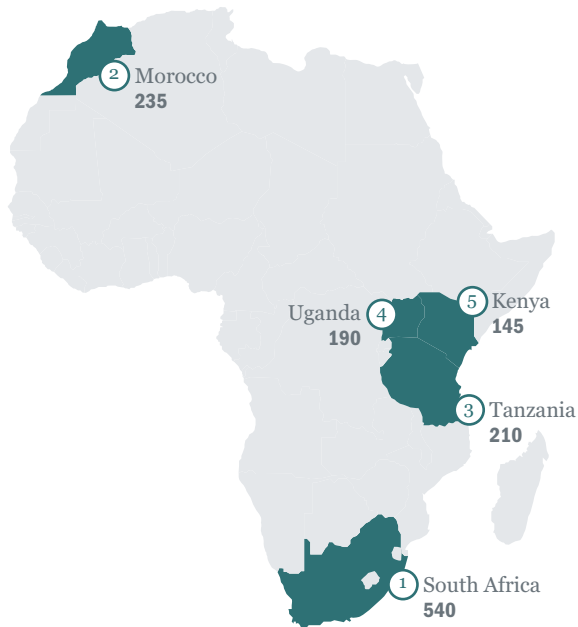 2 Morocco
235
5 Kenya
145
Uganda 4
190
3 Tanzania
210
1 South Africa
540